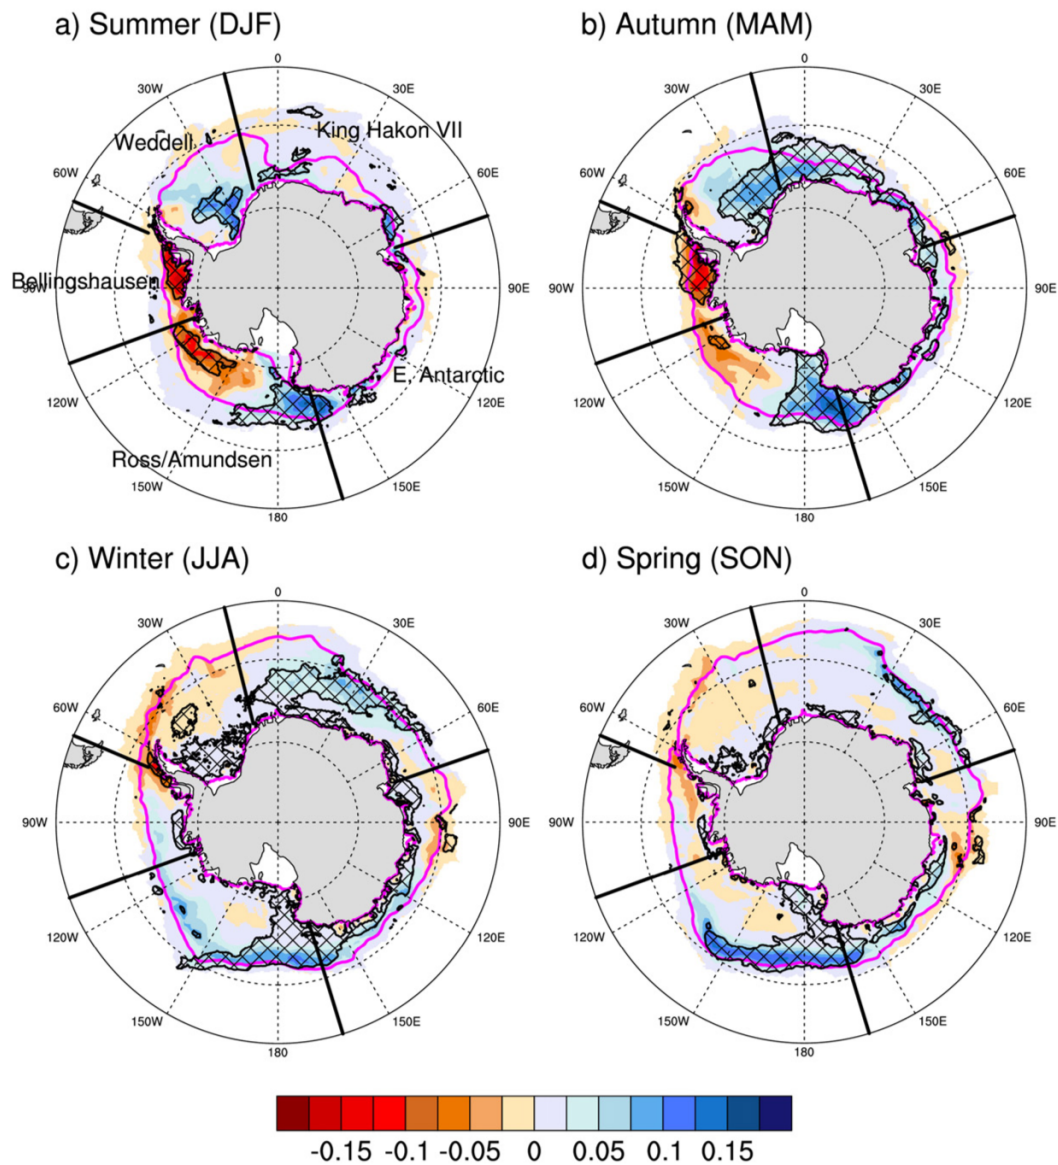 a) Summer (DJF)
b) Autumn (MAM)
0
30W
30E
King Hakon VII
Weddell
60W
60E
Bellingshausen
90W
90E
E. Antarctic
120W
120E
Ross/Amundsen
150W
150E
180
0
30W
30E
60W
60E
90W
90E
120W
120E
150W
150E
180
c) Winter (JJA)
d) Spring (SON)
0
30W
30E
60W
60E
90W
90E
120W
120E
150W
150E
180
0
30W
30E
60W
60E
90W
90E
120W
120E
150W
150E
180
-0.15 -0.1 -0.05 0 0.05 0.1 0.15